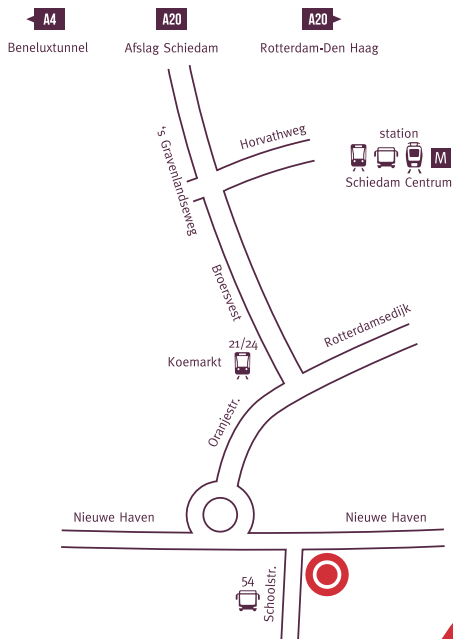 A4
A20
A20
Beneluxtunnel
Afslag Schiedam
Rotterdam-Den Haag
's Gravenlandseweg
Horvathweg
station
M
Schiedam Centrum
Broersvest
Rotterdamsedijk
21/24
Koemarkt
Oranjestr.
Nieuwe Haven
Nieuwe Haven
54
Schoolstr.